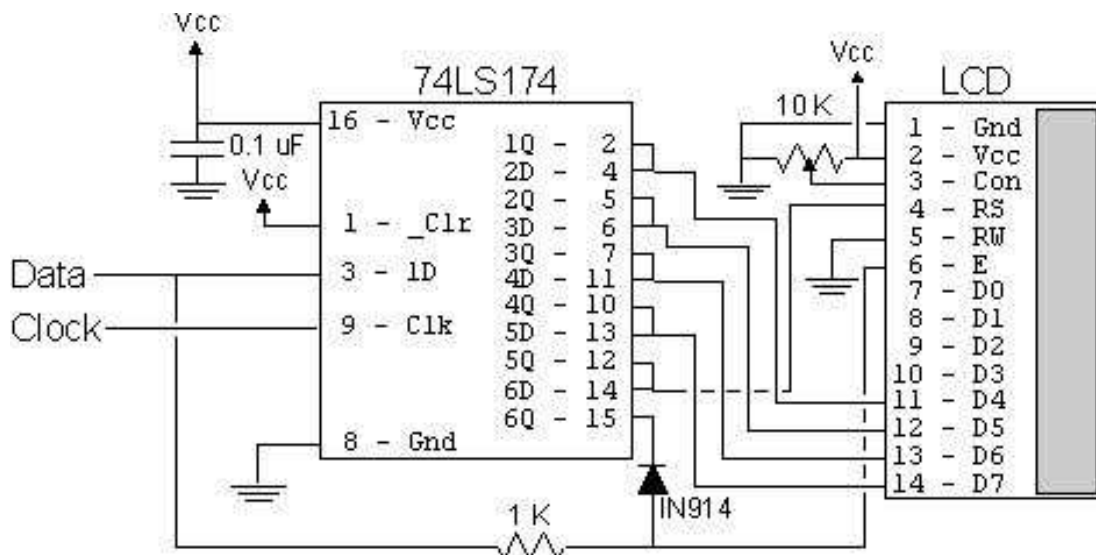 Vcc
74LS174
16 - Vcc
0.1 uF
Vcc
1 - _Clr
Data
3 - 1D
Clock
9 - Clk
8 - Gnd
1Q - 2
2D - 4
2Q - 5
3D - 6
3Q - 7
4D - 11
4Q - 10
5D - 13
5Q - 12
6D - 14
6Q - 15
IN914
1 K
Vcc
10K
LCD
1 - Gnd
2 - Vcc
3 - Con
4 - RS
5 - RW
6 - E
7 - D0
8 - D1
9 - D2
10 - D3
11 - D4
12 - D5
13 - D6
14 - D7